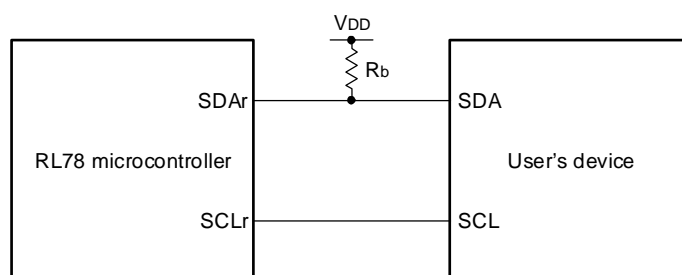 VDD
Rb
SDAr
SDA
RL78 microcontroller
User's device
SCLr
SCL